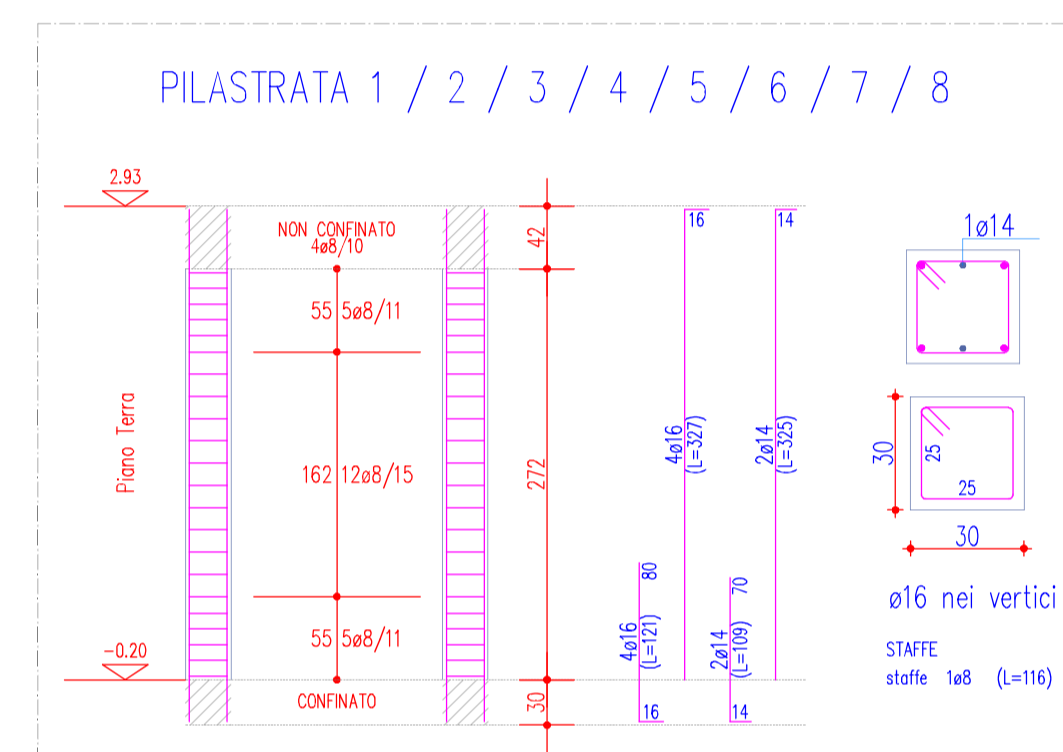 PILASTRATA 1 / 2 / 3 / 4 / 5 / 6 / 7 / 8
2.93
NON CONFINATO
4ø8/10
42
16
14
1ø14
55 5ø8/11
Piano Terra
162 12ø8/15
272
4ø16
(L=327)
2ø14
(L=325)
30
25
25
30
80
70
ø16 nei vertici
55 5ø8/11
4ø16
(L=121)
2ø14
(L=109)
-0.20
STAFFE
staffe 1ø8 (L=116)
CONFINATO
30
16
14